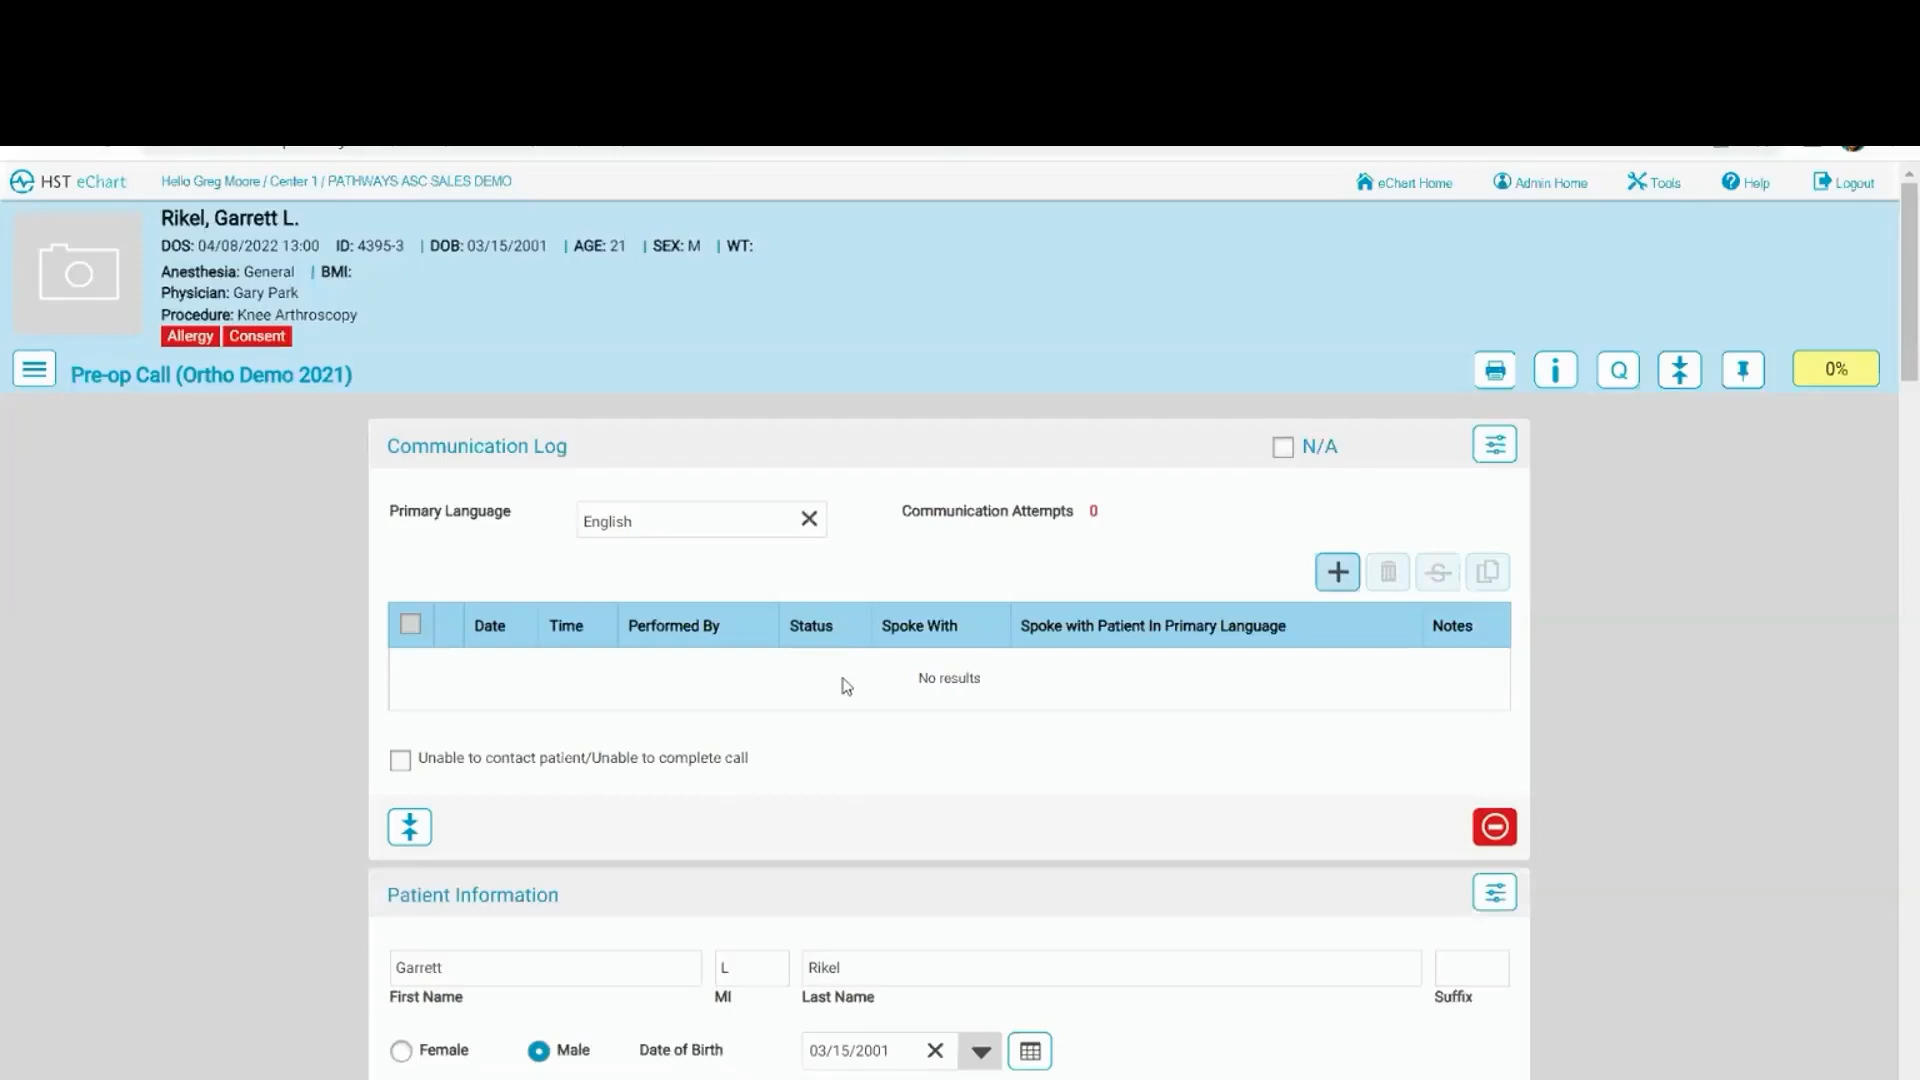 HST eChart
Hello Greg Moore / Center 1 / PATHWAYS ASC SALES DEMO
eChart Home
Admin Home
Tools
Help
Logout
Rikel, Garrett L.
DOS: 04/08/2022 13:00 ID: 4395-3 | DOB: 03/15/2001 | AGE: 21 | SEX: M | WT:
Anesthesia: General | BMI:
Physician: Gary Park
Procedure: Knee Arthroscopy
Allergy Consent
Pre-op Call (Ortho Demo 2021)
Q
0%
Communication Log
N/A
Primary Language
English
Communication Attempts 0
Date Time Performed By Status Spoke With Spoke with Patient In Primary Language Notes
No results
Unable to contact patient/Unable to complete call
Patient Information
Garrett L Rikel
First Name MI Last Name Suffix
Female Male Date of Birth 03/15/2001